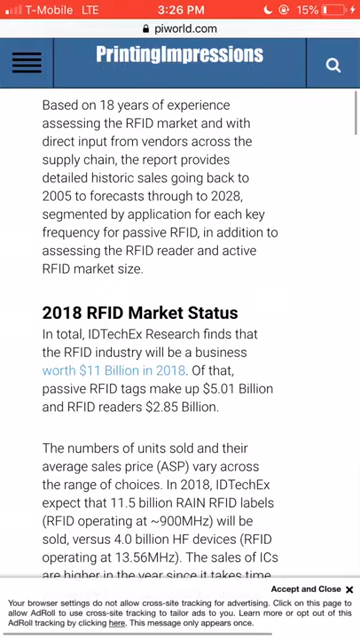 T-Mobile LTE 3:26 PM 15%
piworld.com
PrintingImpressions
Based on 18 years of experience
assessing the RFID market and with
direct input from vendors across the
supply chain, the report provides
detailed historic sales going back to
2005 to forecasts through to 2028,
segmented by application for each key
frequency for passive RFID, in addition to
assessing the RFID reader and active
RFID market size.
2018 RFID Market Status
In total, IDTechEx Research finds that
the RFID industry will be a business
worth $11 Billion in 2018. Of that,
passive RFID tags make up $5.01 Billion
and RFID readers $2.85 Billion.
The numbers of units sold and their
average sales price (ASP) vary across
the range of choices. In 2018, IDTechEx
expect that 11.5 billion RAIN RFID labels
(RFID operating at ~900MHz) will be
sold, versus 4.0 billion HF devices (RFID
operating at 13.56MHz). The sales of ICs
are higher in the year since it takes time
Accept and Close ✕
Your browser settings do not allow cross-site tracking for advertising. Click on this page to
allow AdRoll to use cross-site tracking to tailor ads to you. Learn more or opt out of this
AdRoll tracking by clicking here. This message only appears once.